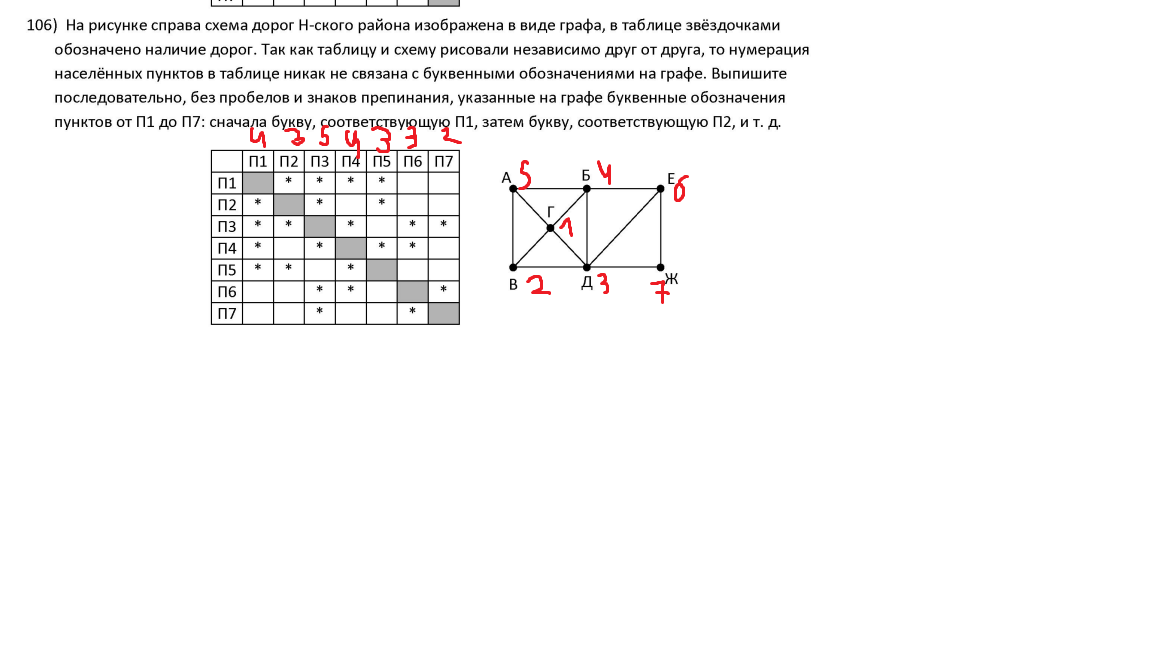 106) На рисунке справа схема дорог Н-ского района изображена в виде графа, в таблице звёздочками
обозначено наличие дорог. Так как таблицу и схему рисовали независимо друг от друга, то нумерация
населённых пунктов в таблице никак не связана с буквенными обозначениями на графе. Выпишите
последовательно, без пробелов и знаков препинания, указанные на графе буквенные обозначения
пунктов от П1 до П7: сначала букву, соответствующую П1, затем букву, соответствующую П2, и т. д.
4 3 5 4 3 3 2
П1 П2 П3 П4 П5 П6 П7
П1 * * * *
П2 * * *
П3 * * * * *
П4 * * * *
П5 * * *
П6 * * *
П7 * *
А 5 Б 4 Е 6
Г 1
В 2 Д 3 Ж 7